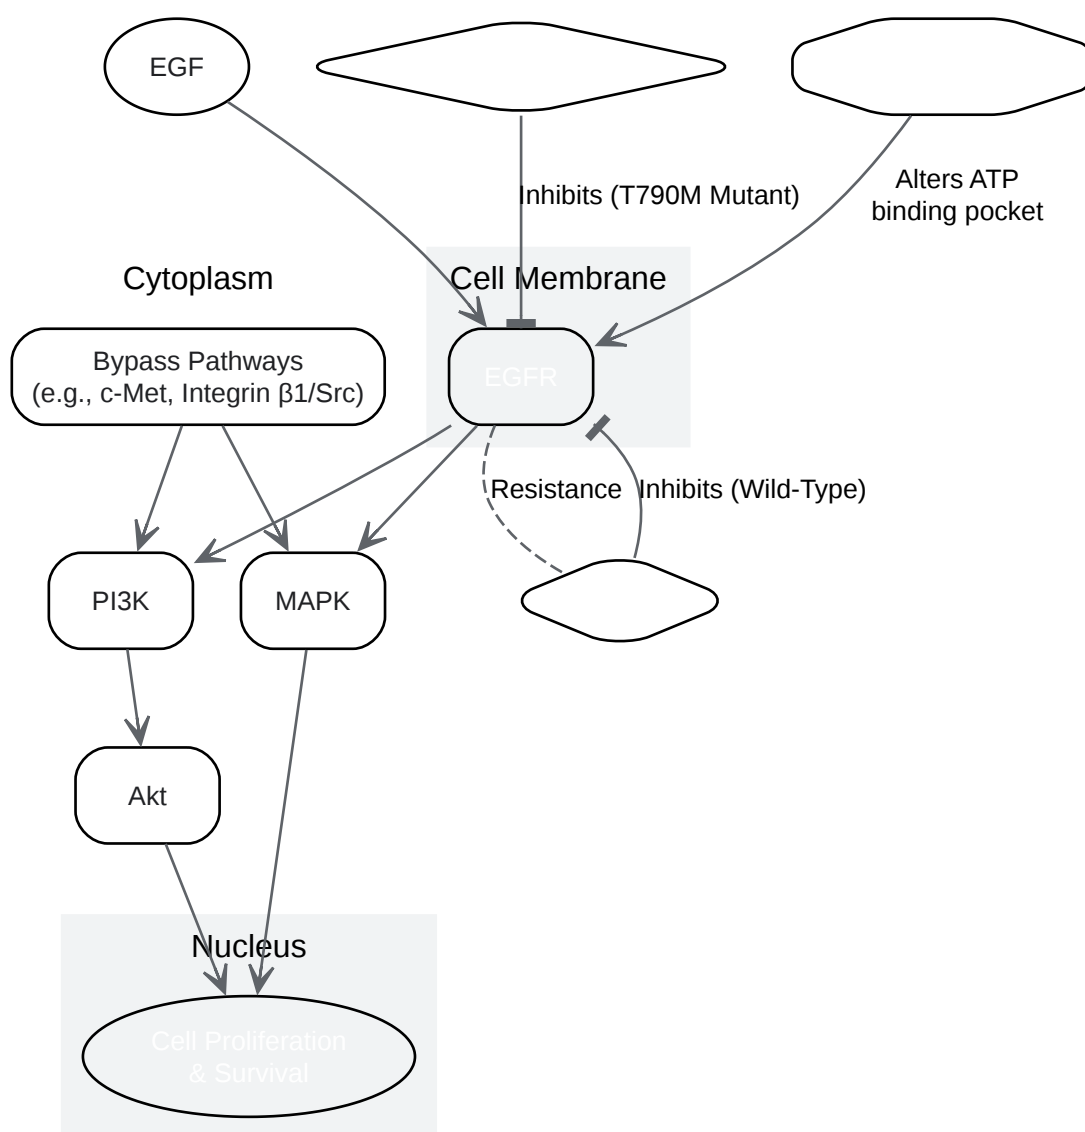 EGF
Inhibits (T790M Mutant)
Alters ATP
binding pocket
Cytoplasm
Cell Membrane
Bypass Pathways
(e.g., c-Met, Integrin β1/Src)
EGFR
Resistance
Inhibits (Wild-Type)
PI3K
MAPK
Akt
Nucleus
Cell Proliferation
& Survival